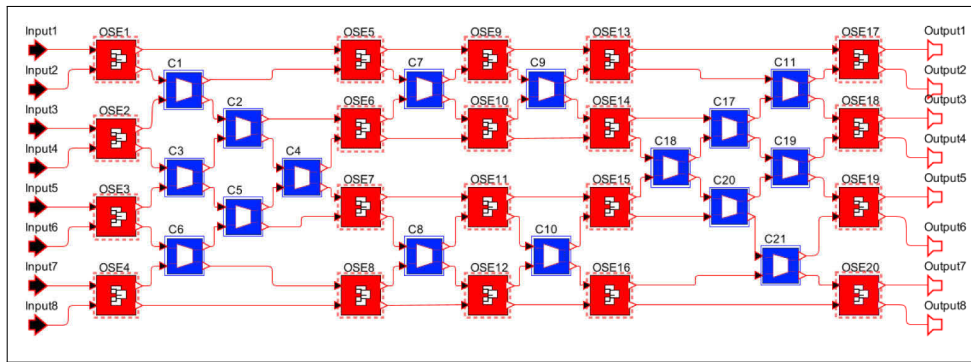 Input1
Input2
Input3
Input4
Input5
Input6
Input7
Input8
OSE1
OSE2
OSE3
OSE4
C1
C3
C6
C2
C5
C4
OSE5
OSE6
OSE7
OSE8
C7
C8
OSE9
OSE10
OSE11
OSE12
C9
C10
OSE13
OSE14
OSE15
OSE16
C18
C17
C20
C11
C19
C21
OSE17
OSE18
OSE19
OSE20
Output1
Output2
Output3
Output4
Output5
Output6
Output7
Output8